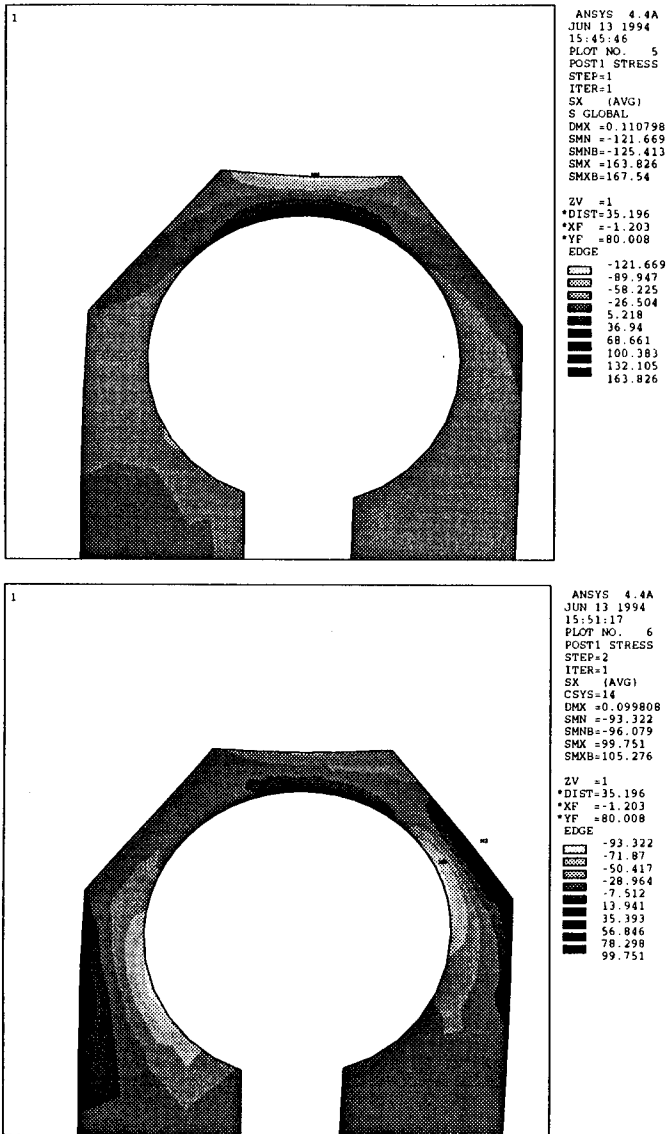 1
ANSYS 4.4A
JUN 13 1994
15:45:46
PLOT NO. 5
POST1 STRESS
STEP=1
ITER=1
SX (AVG)
S GLOBAL
DMX =0.110798
SMN =-121.669
SMNB=-125.413
SMX =163.826
SMXB=167.54
ZV =1
*DIST=35.196
*XF =-1.203
*YF =80.008
EDGE
-121.669
-89.947
-58.225
-26.504
5.218
36.94
68.661
100.383
132.105
163.826
1
ANSYS 4.4A
JUN 13 1994
15:51:17
PLOT NO. 6
POST1 STRESS
STEP=2
ITER=1
SX (AVG)
CSYS=14
DMX =0.099808
SMN =-93.322
SMNB=-96.079
SMX =99.751
SMXB=105.276
ZV =1
*DIST=35.196
*XF =-1.203
*YF =80.008
EDGE
-93.322
-71.87
-50.417
-28.964
-7.512
13.941
35.393
56.846
78.298
99.751